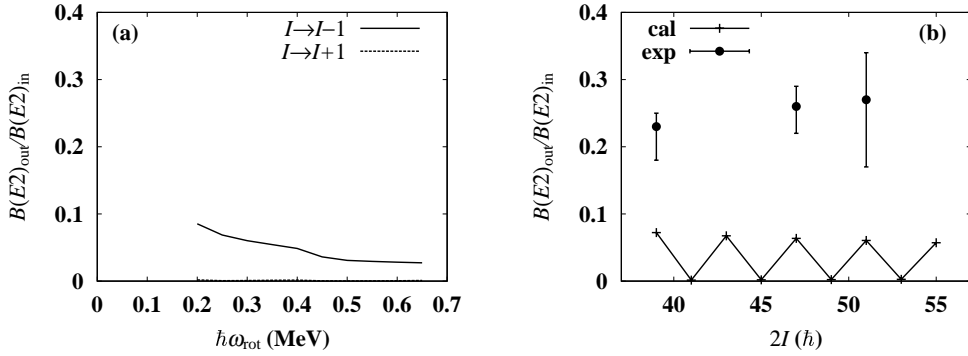 (a)
I→I−1
I→I+1
0.4
0.3
0.2
0.1
0
B(E2)out/B(E2)in
0 0.1 0.2 0.3 0.4 0.5 0.6 0.7
ħωrot (MeV)
(b)
cal
exp
0.4
0.3
0.2
0.1
0
B(E2)out/B(E2)in
40 45 50 55
2I (ħ)